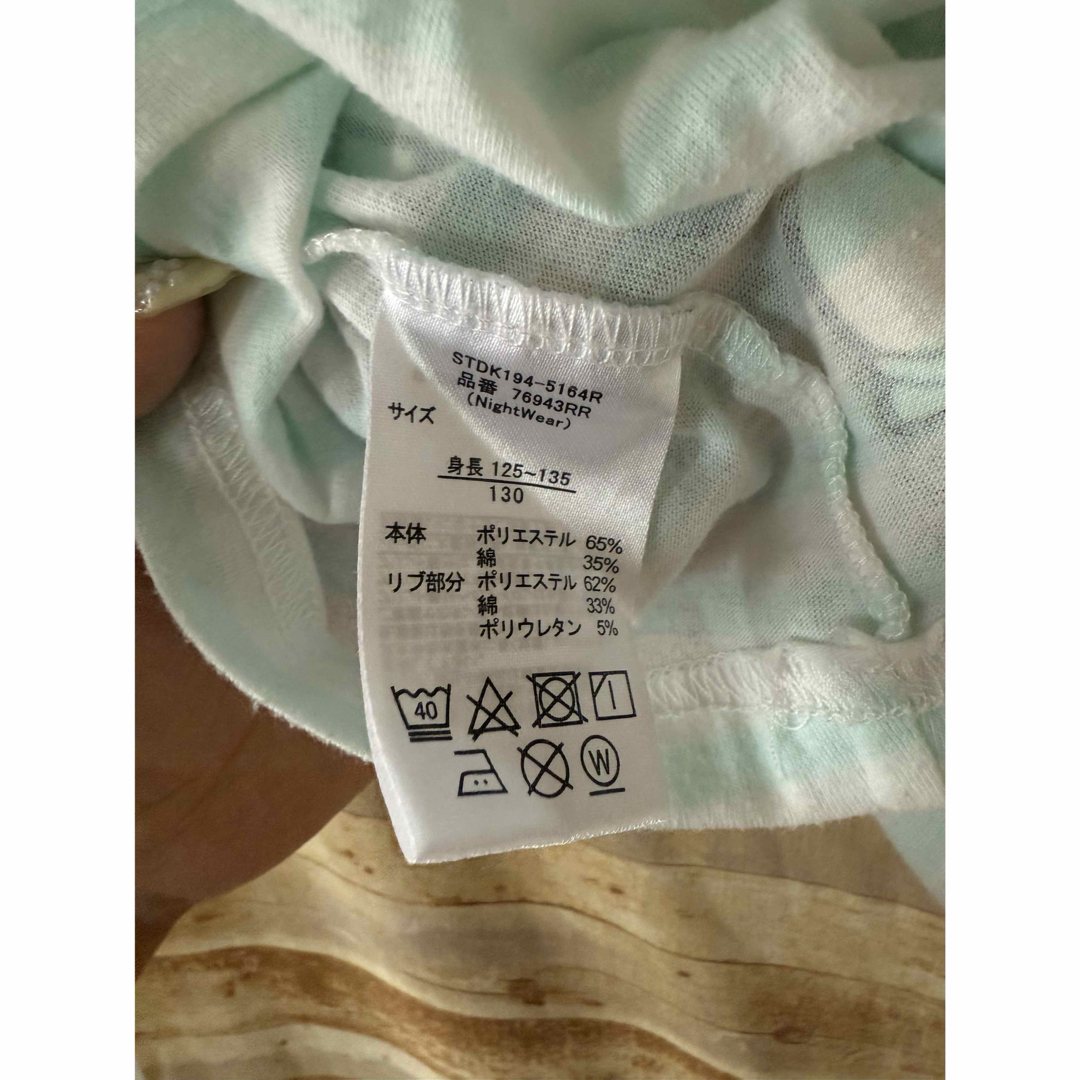 STDK194-5164R
品番 76943RR
(NightWear)
サイズ
身長 125~135
130
本体 ポリエステル 65%
綿 35%
リブ部分 ポリエステル 62%
綿 33%
ポリウレタン 5%
40
W